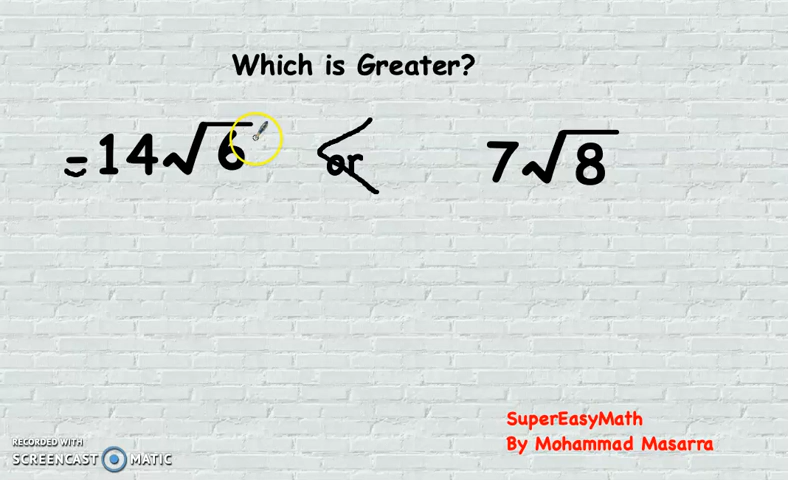 Which is Greater?
=14√6 < or 7√8
SuperEasyMath
By Mohammad Masarra
RECORDED WITH
SCREENCAST MATIC